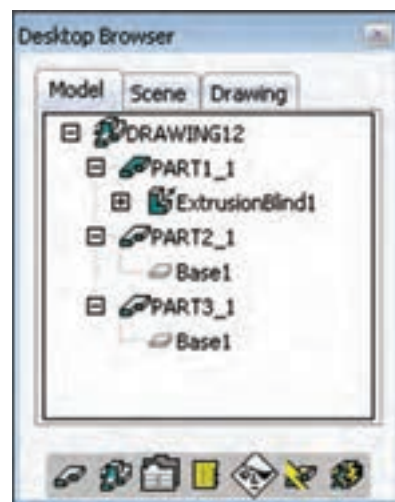 Desktop Browser
Model Scene Drawing
DRAWING12
PART1_1
ExtrusionBlind1
PART2_1
Base1
PART3_1
Base1